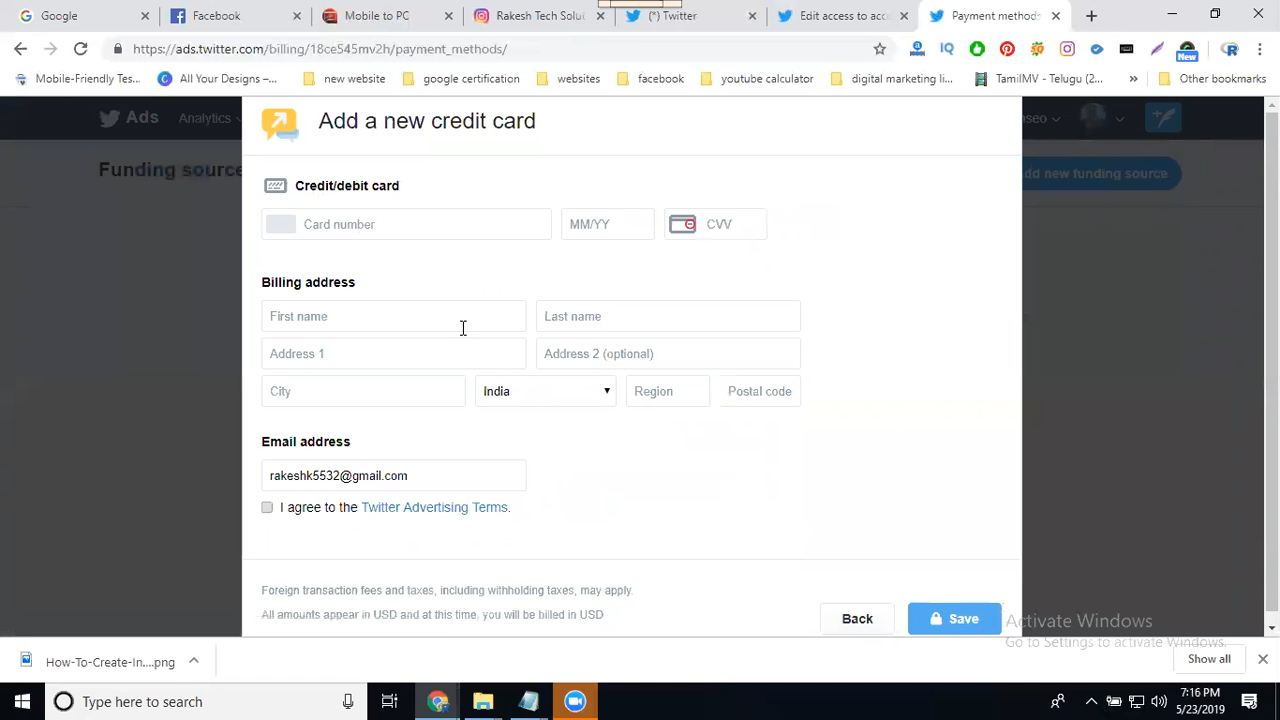 Google
Facebook
Mobile to PC
Rakesh Tech Solu
(*) Twitter
Edit access to acc
Payment methods
https://ads.twitter.com/billing/18ce545mv2h/payment_methods/
New
Mobile-Friendly Tes...
All Your Designs –...
new website
google certification
websites
facebook
youtube calculator
digital marketing li...
TamilMV - Telugu (2...
Other bookmarks
Ads
Analytics
Add a new credit card
nseo
Funding source
dd new funding source
Credit/debit card
Card number
MM/YY
CVV
Billing address
First name
Last name
Address 1
Address 2 (optional)
City
India
Region
Postal code
Email address
rakeshk5532@gmail.com
I agree to the Twitter Advertising Terms.
Foreign transaction fees and taxes, including withholding taxes, may apply.
All amounts appear in USD and at this time, you will be billed in USD
Back
Save
Activate Windows
Go to Settings to activate Windows.
How-To-Create-In....png
Show all
Type here to search
7:16 PM
5/23/2019